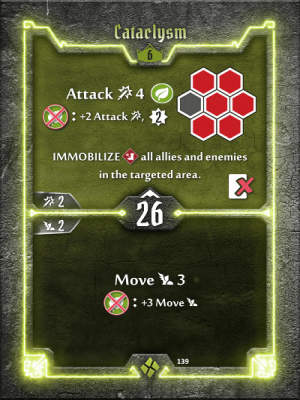 Cataclysm
6
Attack 4
: +2 Attack, 2
IMMOBILIZE all allies and enemies
in the targeted area.
2
26
2
Move 3
: +3 Move
139